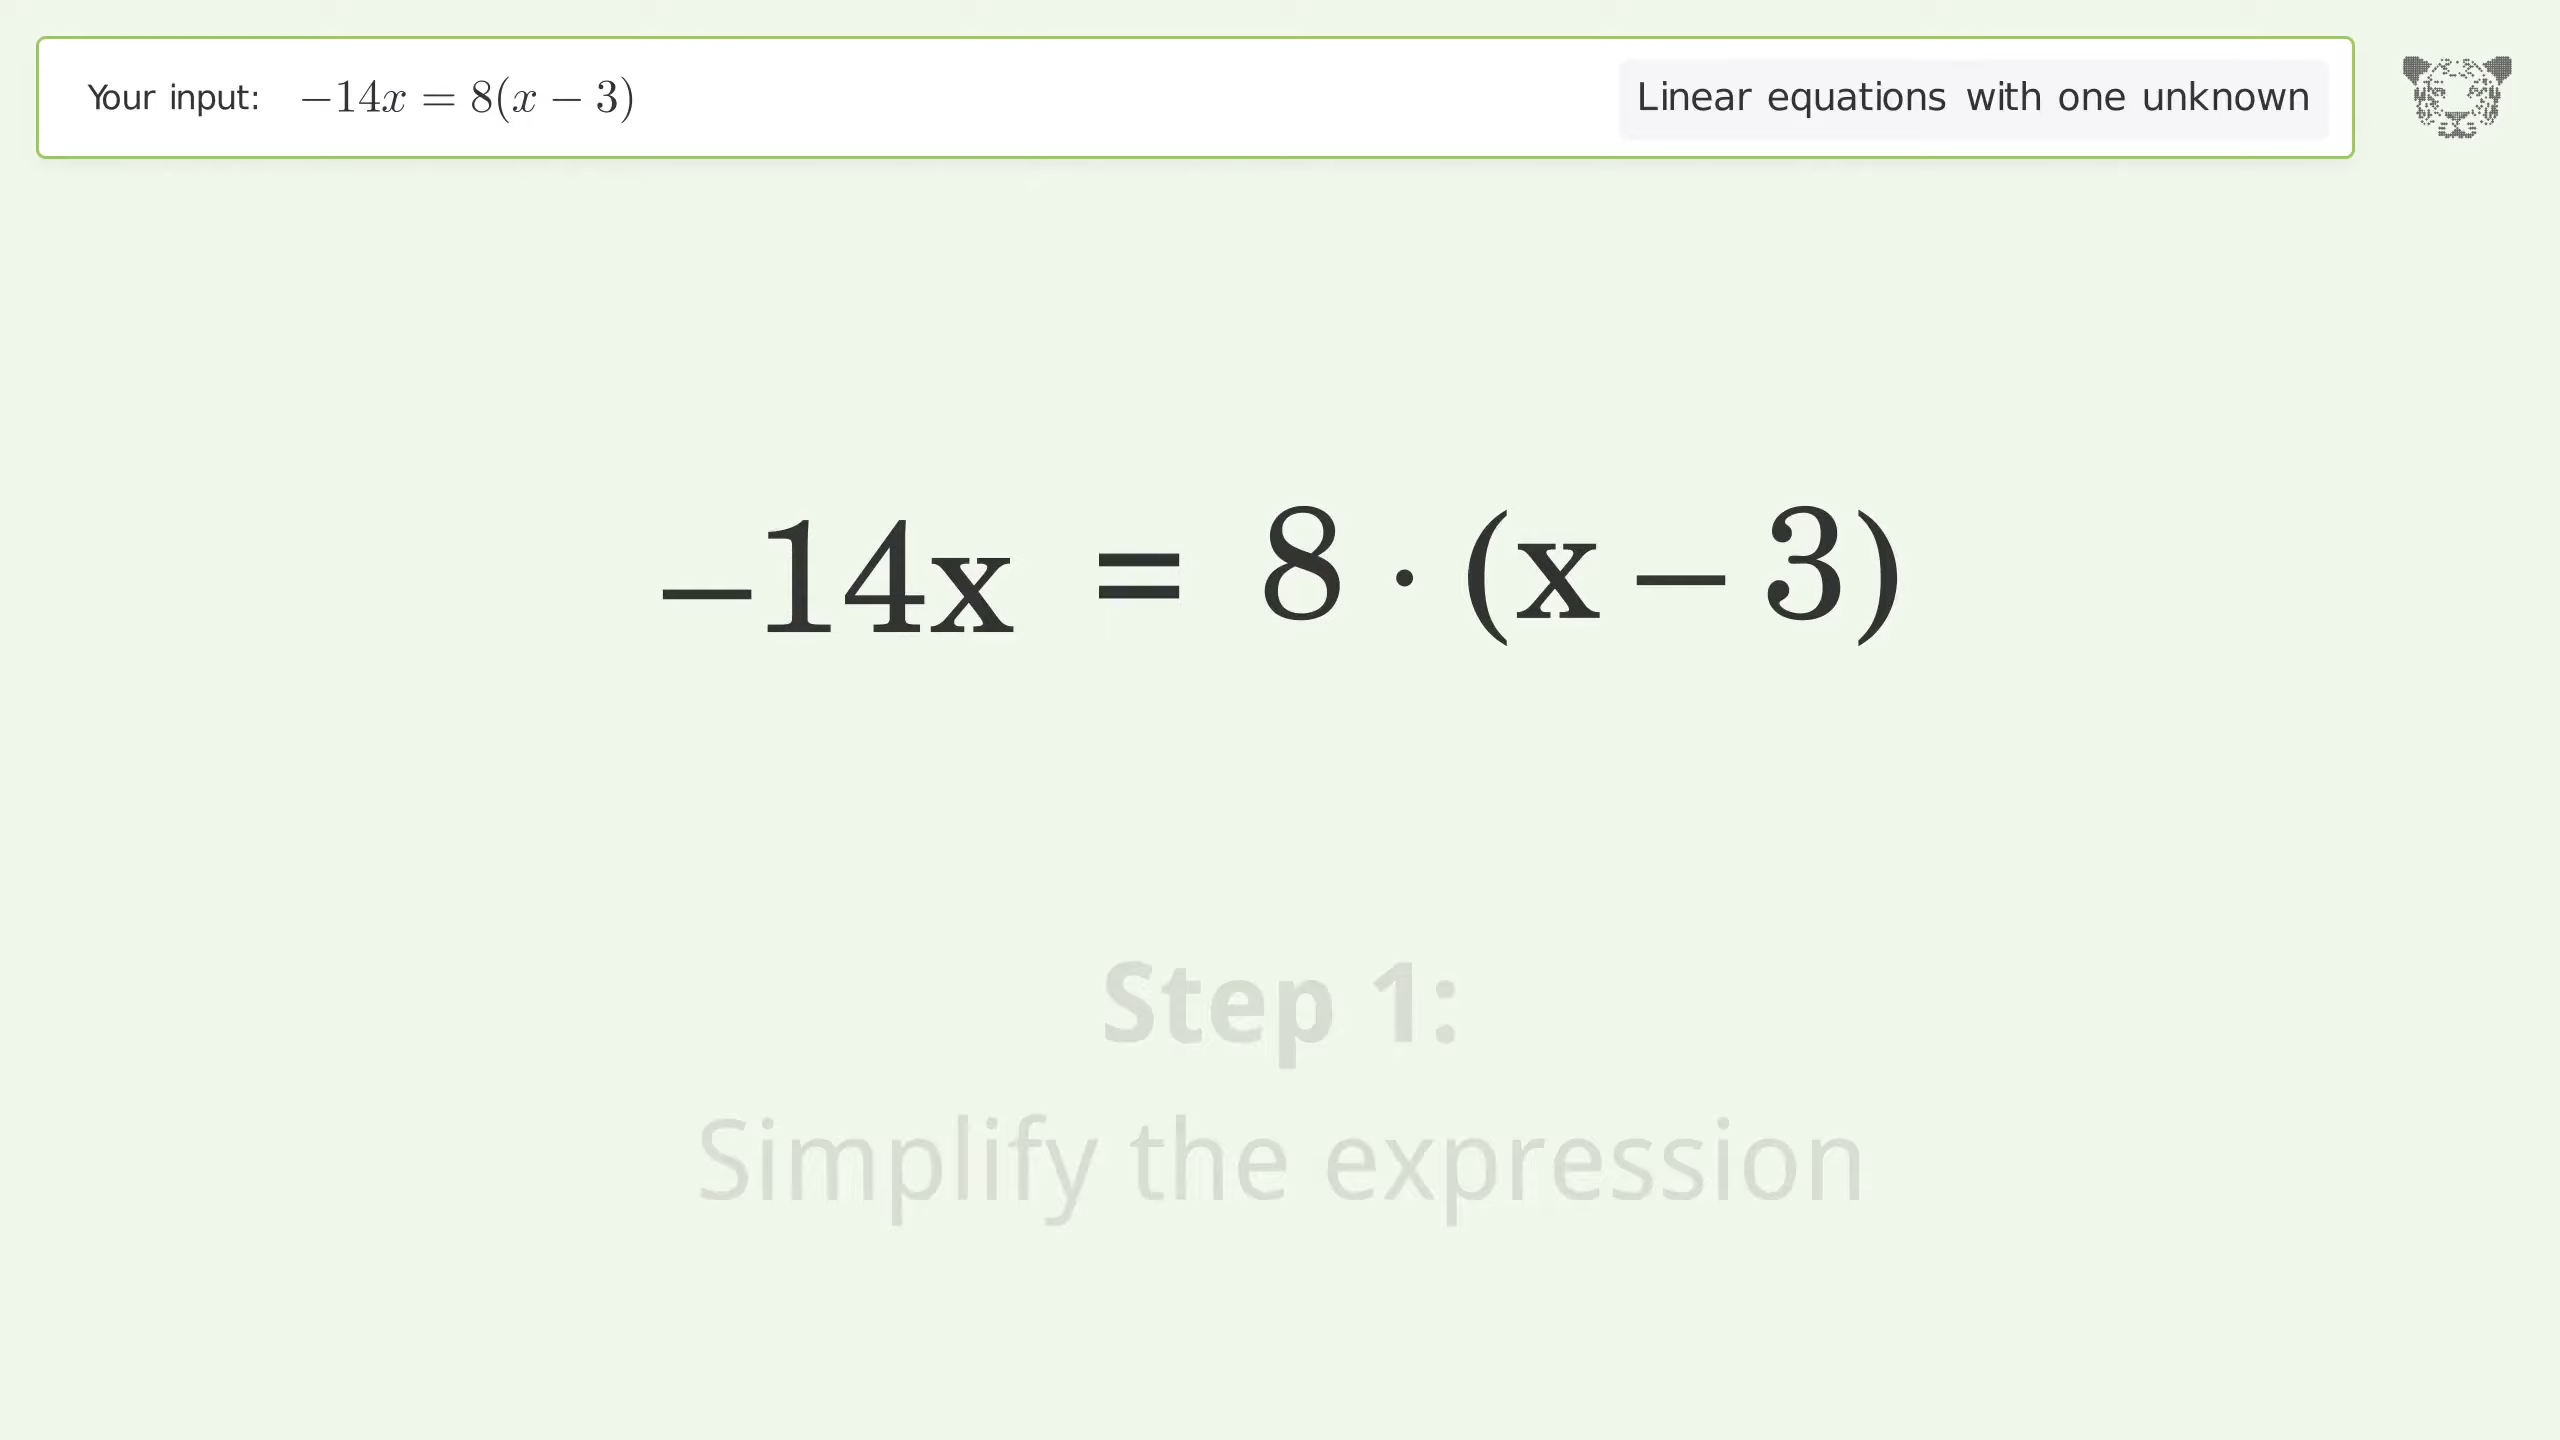 Your input: −14x = 8(x − 3)
Linear equations with one unknown
−14x = 8 · (x − 3)
Step 1:
Simplify the expression